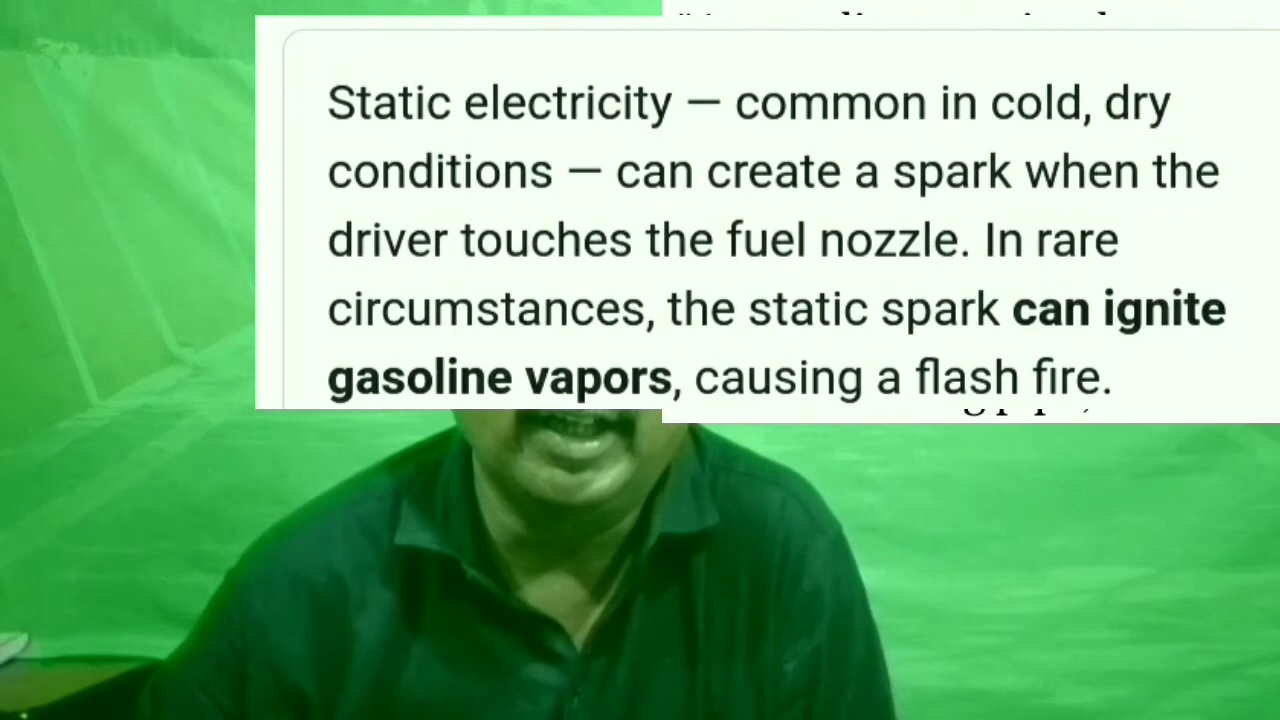 Static electricity — common in cold, dry
conditions — can create a spark when the
driver touches the fuel nozzle. In rare
circumstances, the static spark can ignite
gasoline vapors, causing a flash fire.